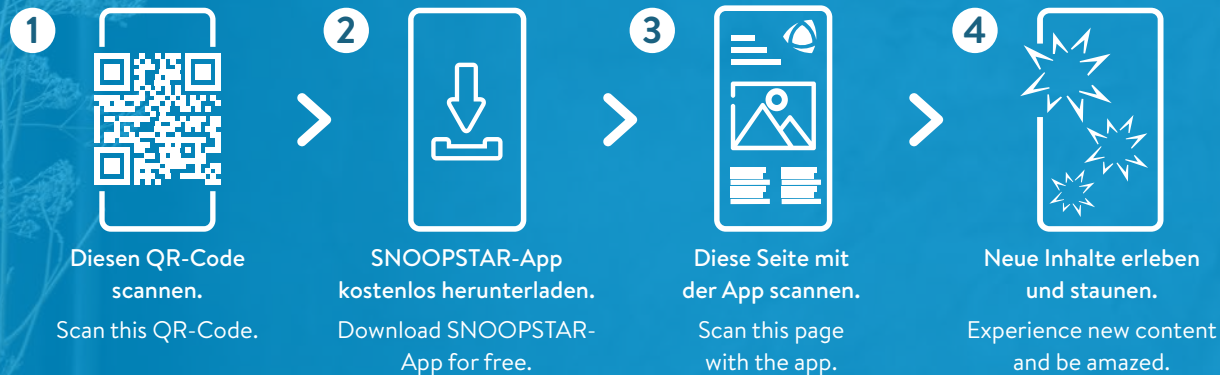 1
Diesen QR-Code
scannen.
Scan this QR-Code.
2
SNOOPSTAR-App
kostenlos herunterladen.
Download SNOOPSTAR-
App for free.
3
Diese Seite mit
der App scannen.
Scan this page
with the app.
4
Neue Inhalte erleben
und staunen.
Experience new content
and be amazed.